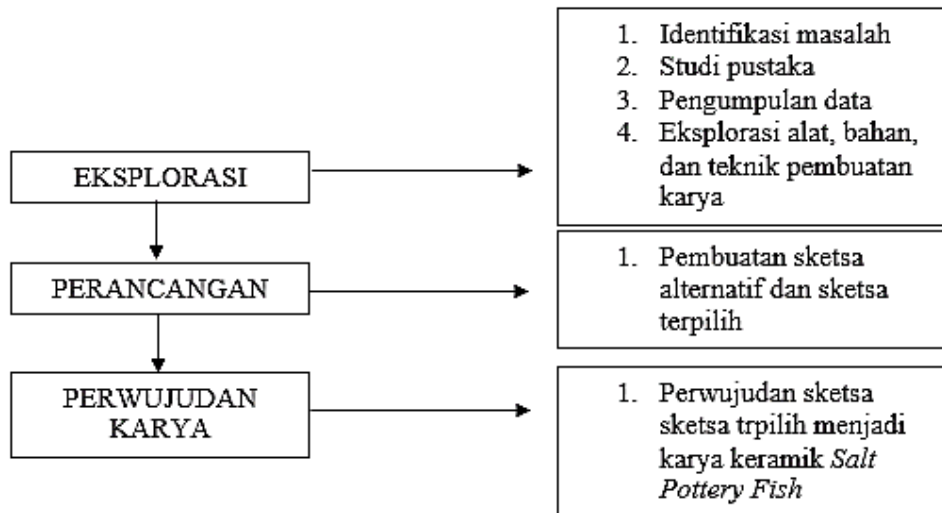 EKSPLORASI
1. Identifikasi masalah
2. Studi pustaka
3. Pengumpulan data
4. Eksplorasi alat, bahan,
dan teknik pembuatan
karya
PERANCANGAN
1. Pembuatan sketsa
alternatif dan sketsa
terpilih
PERWUJUDAN
KARYA
1. Perwujudan sketsa
sketsa trpilih menjadi
karya keramik Salt
Pottery Fish